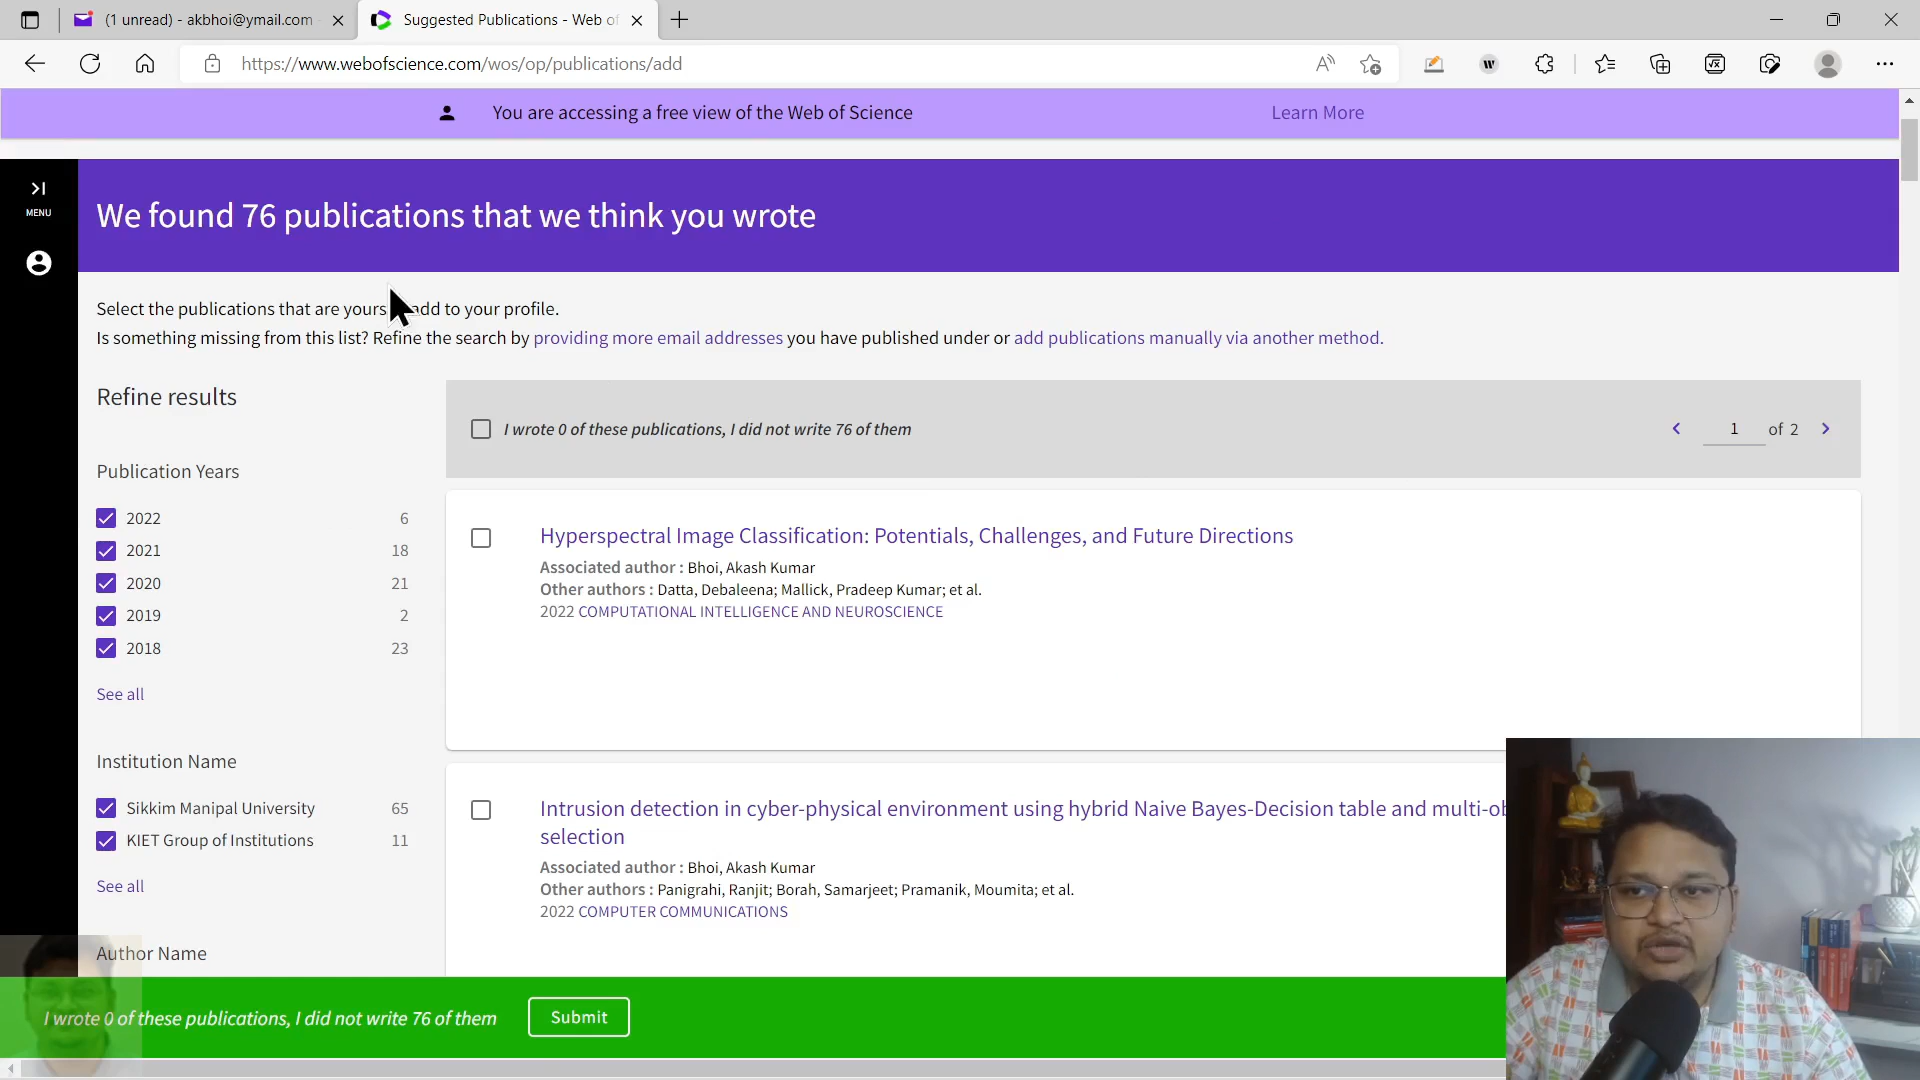 (1 unread) - akbhoi@ymail.com
Suggested Publications - Web of
https://www.webofscience.com/wos/op/publications/add
You are accessing a free view of the Web of Science
Learn More
MENU
We found 76 publications that we think you wrote
Select the publications that are yours add to your profile.
Is something missing from this list? Refine the search by providing more email addresses you have published under or add publications manually via another method.
Refine results
I wrote 0 of these publications, I did not write 76 of them
1 of 2
Publication Years
2022 6
2021 18
2020 21
2019 2
2018 23
See all
Institution Name
Sikkim Manipal University 65
KIET Group of Institutions 11
See all
Author Name
Hyperspectral Image Classification: Potentials, Challenges, and Future Directions
Associated author : Bhoi, Akash Kumar
Other authors : Datta, Debaleena; Mallick, Pradeep Kumar; et al.
2022 COMPUTATIONAL INTELLIGENCE AND NEUROSCIENCE
Intrusion detection in cyber-physical environment using hybrid Naive Bayes-Decision table and
selection
Associated author : Bhoi, Akash Kumar
Other authors : Panigrahi, Ranjit; Borah, Samarjeet; Pramanik, Moumita; et al.
2022 COMPUTER COMMUNICATIONS
I wrote 0 of these publications, I did not write 76 of them
Submit